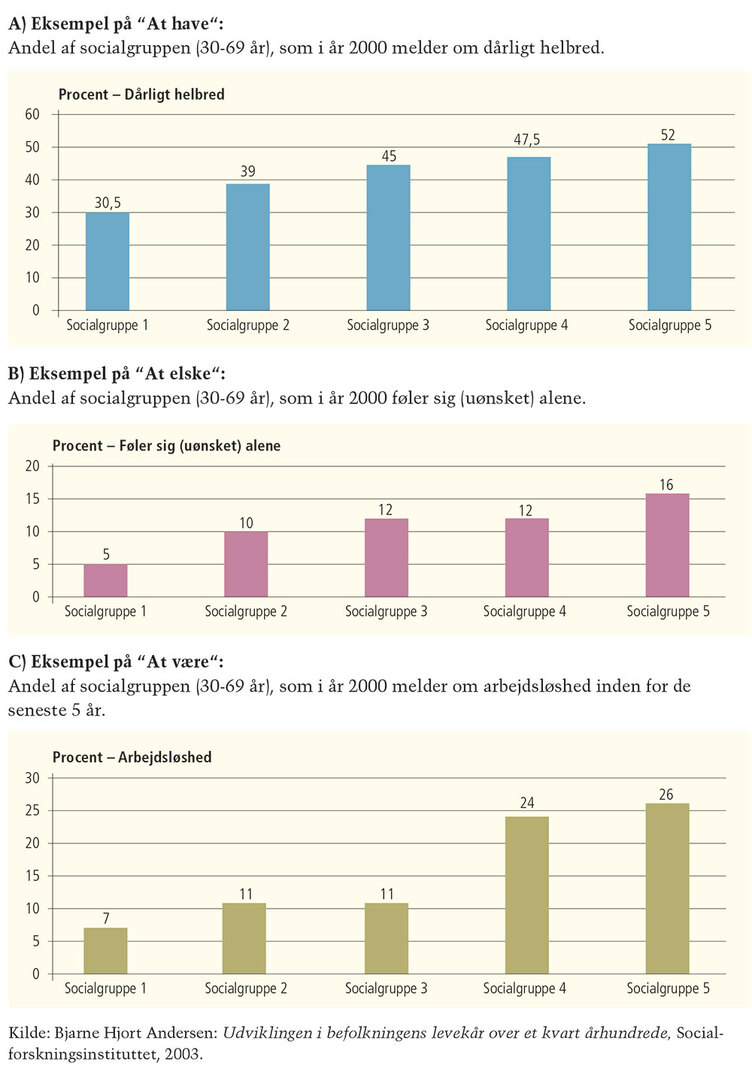 A) Eksempel på “At have“:
Andel af socialgruppen (30-69 år), som i år 2000 melder om dårligt helbred.
Procent – Dårligt helbred
60
50
40
30
20
10
0
30,5
39
45
47,5
52
Socialgruppe 1
Socialgruppe 2
Socialgruppe 3
Socialgruppe 4
Socialgruppe 5
B) Eksempel på “At elske“:
Andel af socialgruppen (30-69 år), som i år 2000 føler sig (uønsket) alene.
Procent – Føler sig (uønsket) alene
20
15
10
5
0
5
10
12
12
16
Socialgruppe 1
Socialgruppe 2
Socialgruppe 3
Socialgruppe 4
Socialgruppe 5
C) Eksempel på “At være“:
Andel af socialgruppen (30-69 år), som i år 2000 melder om arbejdsløshed inden for de
seneste 5 år.
Procent – Arbejdsløshed
30
25
20
15
10
5
0
7
11
11
24
26
Socialgruppe 1
Socialgruppe 2
Socialgruppe 3
Socialgruppe 4
Socialgruppe 5
Kilde: Bjarne Hjort Andersen: Udviklingen i befolkningens levekår over et kvart århundrede, Social-
forskningsinstituttet, 2003.